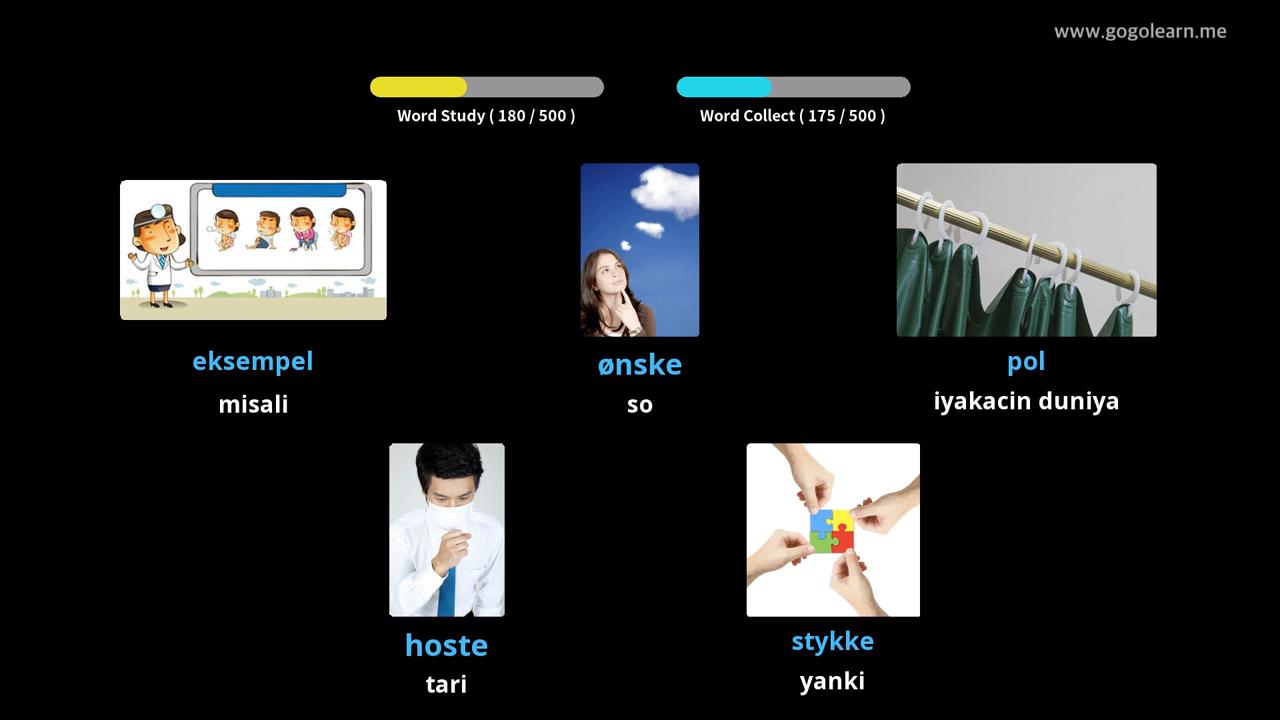 www.gogolearn.me
Word Study ( 180 / 500 )
Word Collect ( 175 / 500 )
eksempel
misali
ønske
so
pol
iyakacin duniya
hoste
tari
stykke
yanki